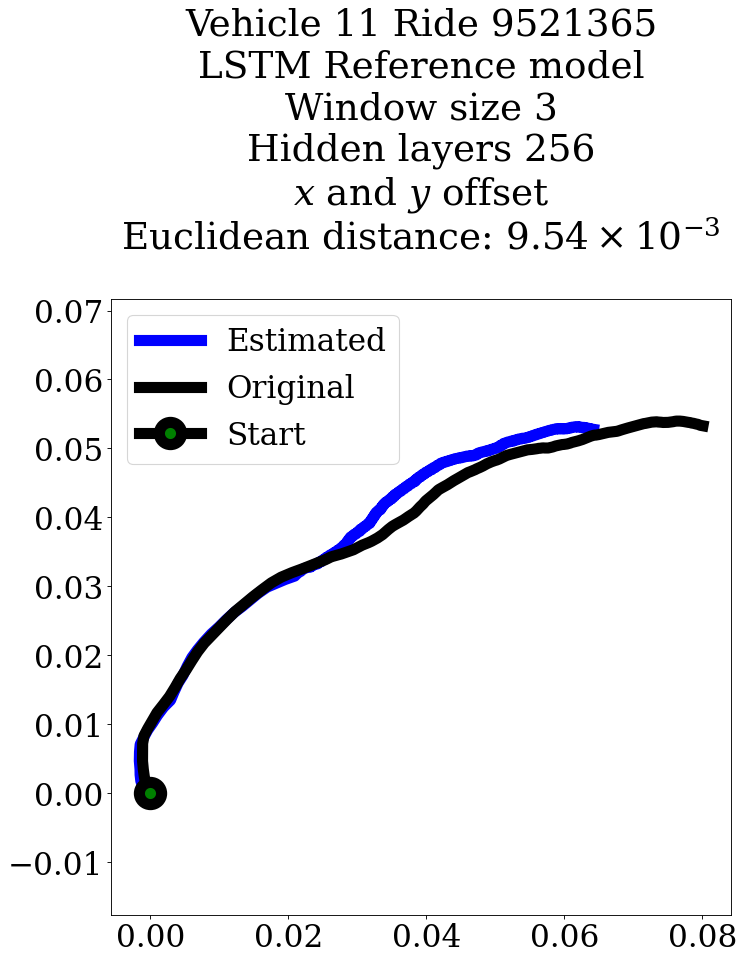 Vehicle 11 Ride 9521365
LSTM Reference model
Window size 3
Hidden layers 256
x and y offset
Euclidean distance: 9.54 × 10⁻³
Estimated
Original
Start
0.07
0.06
0.05
0.04
0.03
0.02
0.01
0.00
−0.01
0.00 0.02 0.04 0.06 0.08